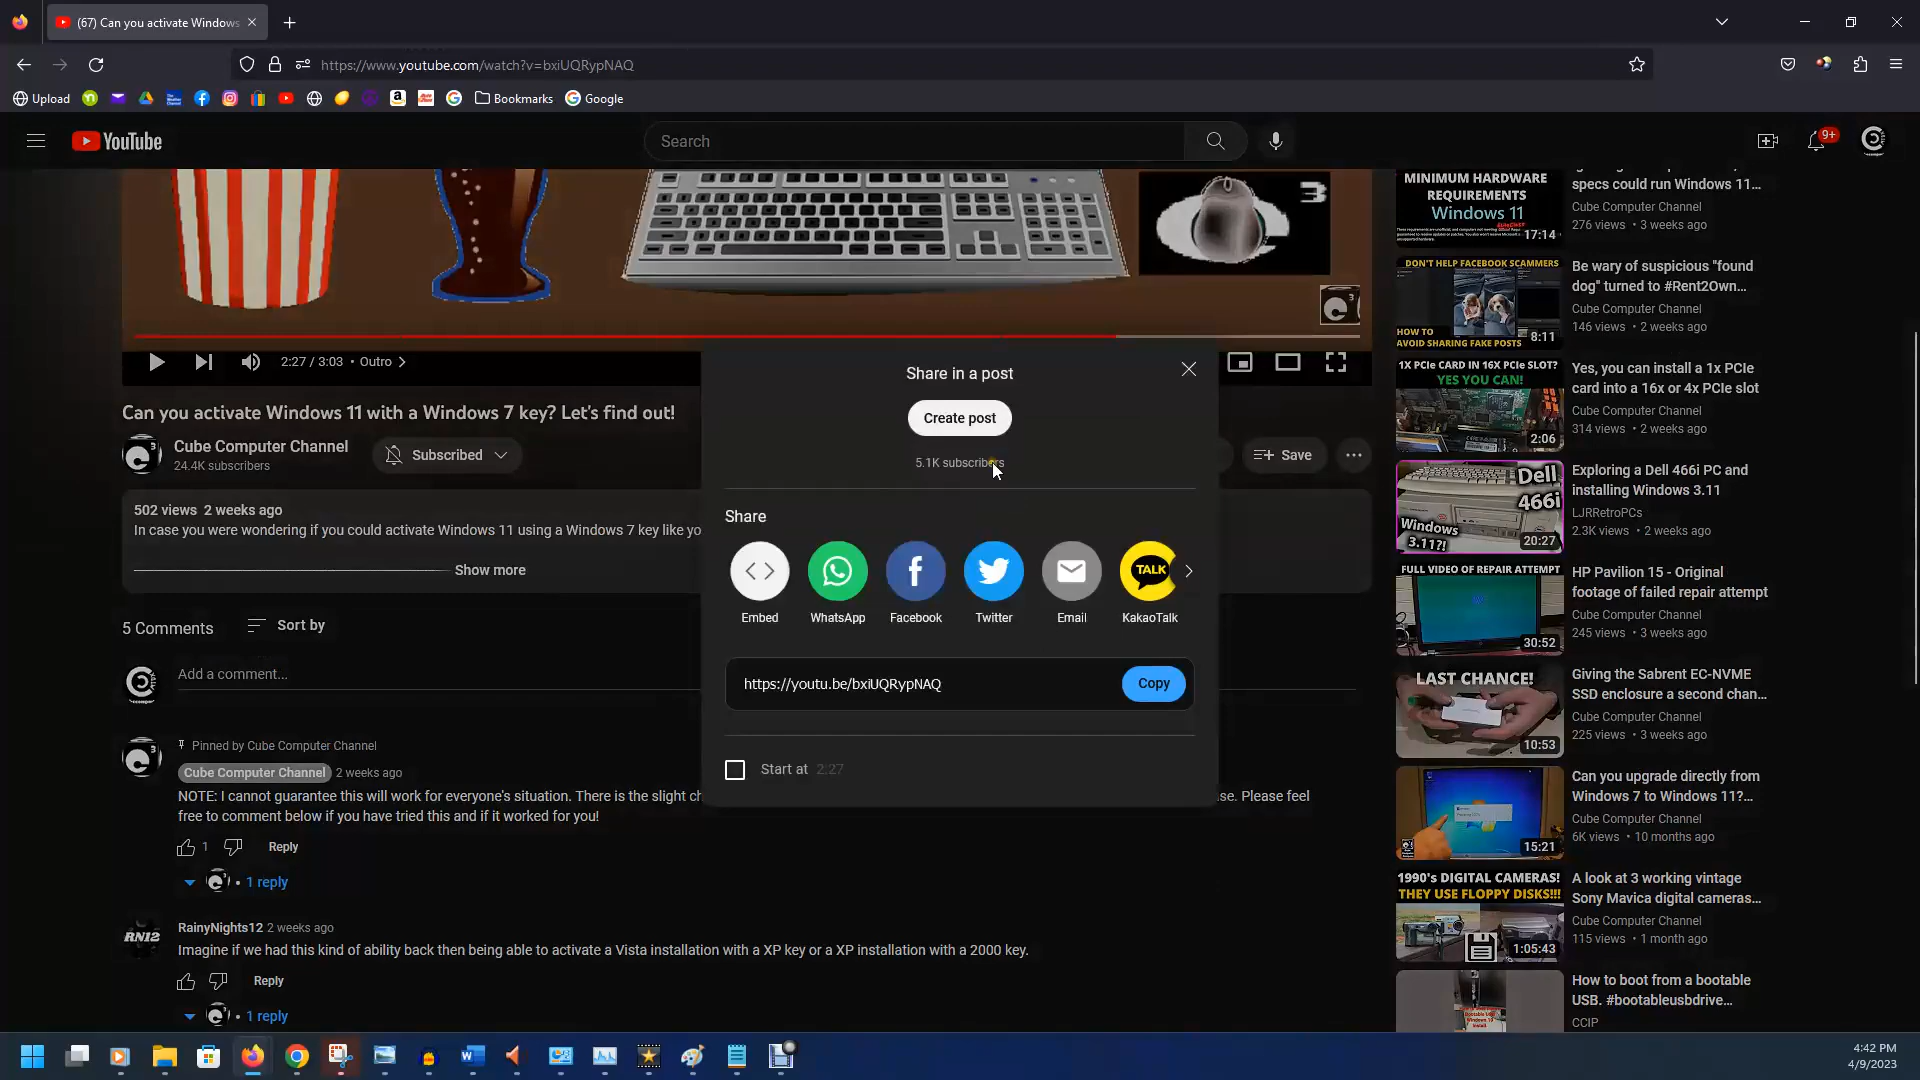 (67) Can you activate Windows
https://www.youtube.com/watch?v=bxiUQRypNAQ
Upload
Bookmarks
Google
YouTube
Search
9+
3
2:27 / 3:03 • Outro
Can you activate Windows 11 with a Windows 7 key? Let's find out!
Cube Computer Channel
24.4K subscribers
Subscribed
Save
502 views 2 weeks ago
In case you were wondering if you could activate Windows 11 using a Windows 7 key like yo
Show more
5 Comments
Sort by
Add a comment...
Pinned by Cube Computer Channel
Cube Computer Channel 2 weeks ago
NOTE: I cannot guarantee this will work for everyone's situation. There is the slight ch
se. Please feel
free to comment below if you have tried this and if it worked for you!
1
Reply
• 1 reply
RN12
RainyNights12 2 weeks ago
Imagine if we had this kind of ability back then being able to activate a Vista installation with a XP key or a XP installation with a 2000 key.
Reply
• 1 reply
Share in a post
Create post
5.1K subscribers
Share
Embed
WhatsApp
Facebook
Twitter
Email
TALK
KakaoTalk
https://youtu.be/bxiUQRypNAQ
Copy
Start at 2:27
MINIMUM HARDWARE
REQUIREMENTS
Windows 11
17:14
specs could run Windows 11...
Cube Computer Channel
276 views • 3 weeks ago
DON'T HELP FACEBOOK SCAMMERS
HOW TO
AVOID SHARING FAKE POSTS
8:11
Be wary of suspicious "found
dog" turned to #Rent2Own...
Cube Computer Channel
146 views • 2 weeks ago
1X PCIe CARD IN 16X PCIe SLOT?
YES YOU CAN!
2:06
Yes, you can install a 1x PCIe
card into a 16x or 4x PCIe slot
Cube Computer Channel
314 views • 2 weeks ago
Dell
466i
Windows
3.11?!
20:27
Exploring a Dell 466i PC and
installing Windows 3.11
LJRRetroPCs
2.3K views • 2 weeks ago
FULL VIDEO OF REPAIR ATTEMPT
30:52
HP Pavilion 15 - Original
footage of failed repair attempt
Cube Computer Channel
245 views • 3 weeks ago
LAST CHANCE!
10:53
Giving the Sabrent EC-NVME
SSD enclosure a second chan...
Cube Computer Channel
225 views • 3 weeks ago
15:21
Can you upgrade directly from
Windows 7 to Windows 11?...
Cube Computer Channel
6K views • 10 months ago
1990's DIGITAL CAMERAS!
THEY USE FLOPPY DISKS!!!
1:05:43
A look at 3 working vintage
Sony Mavica digital cameras...
Cube Computer Channel
115 views • 1 month ago
How to boot from a bootable
USB. #bootableusbdrive...
CCIP
4:42 PM
4/9/2023